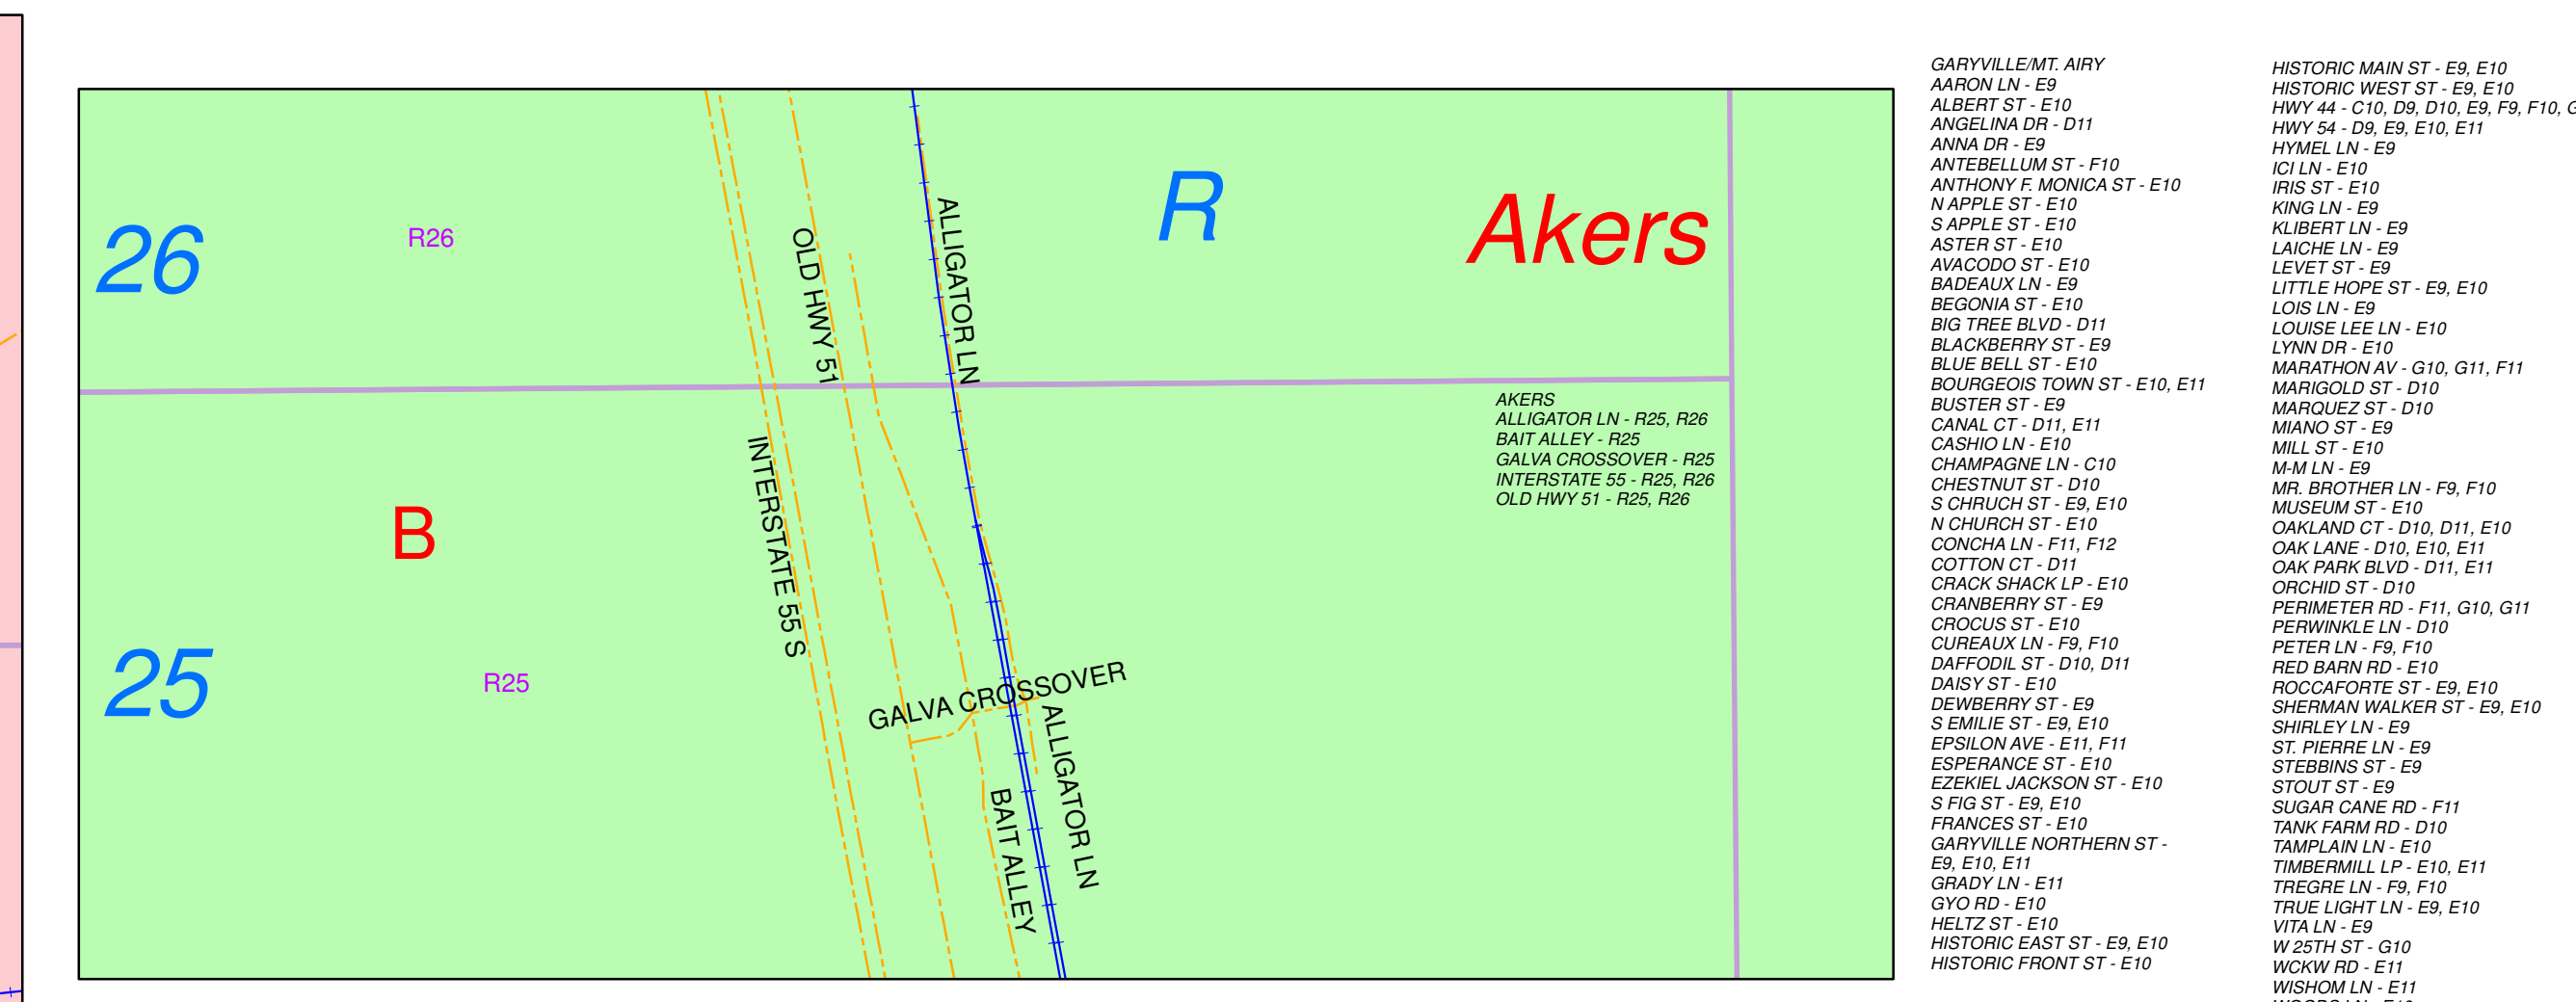 26
R26
R
Akers
OLD HWY 51
ALLIGATOR LN
AKERS
ALLIGATOR LN - R25, R26
BAIT ALLEY - R25
GALVA CROSSOVER - R25
INTERSTATE 55 - R25, R26
OLD HWY 51 - R25, R26
INTERSTATE 55 S
B
25
R25
GALVA CROSSOVER
ALLIGATOR LN
BAIT ALLEY
GARYVILLE/MT. AIRY
AARON LN - E9
ALBERT ST - E10
ANGELINA DR - D11
ANNA DR - E9
ANTEBELLUM ST - F10
ANTHONY F. MONICA ST - E10
N APPLE ST - E10
S APPLE ST - E10
ASTER ST - E10
AVACODO ST - E10
BADEAUX LN - E9
BEGONIA ST - E10
BIG TREE BLVD - D11
BLACKBERRY ST - E9
BLUE BELL ST - E10
BOURGEOIS TOWN ST - E10, E11
BUSTER ST - E9
CANAL CT - D11, E11
CASHIO LN - E10
CHAMPAGNE LN - C10
CHESTNUT ST - D10
S CHRUCH ST - E9, E10
N CHURCH ST - E10
CONCHA LN - F11, F12
COTTON CT - D11
CRACK SHACK LP - E10
CRANBERRY ST - E9
CROCUS ST - E10
CUREAUX LN - F9, F10
DAFFODIL ST - D10, D11
DAISY ST - E10
DEWBERRY ST - E9
S EMILIE ST - E9, E10
EPSILON AVE - E11, F11
ESPERANCE ST - E10
EZEKIEL JACKSON ST - E10
S FIG ST - E9, E10
FRANCES ST - E10
GARYVILLE NORTHERN ST -
E9, E10, E11
GRADY LN - E11
GYO RD - E10
HELTZ ST - E10
HISTORIC EAST ST - E9, E10
HISTORIC FRONT ST - E10
HISTORIC MAIN ST - E9, E10
HISTORIC WEST ST - E9, E10
HWY 44 - C10, D9, D10, E9, F9, F10,
HWY 54 - D9, E9, E10, E11
HYMEL LN - E9
ICI LN - E10
IRIS ST - E10
KING LN - E9
KLIBERT LN - E9
LAICHE LN - E9
LEVET ST - E9
LITTLE HOPE ST - E9, E10
LOIS LN - E9
LOUISE LEE LN - E10
LYNN DR - E10
MARATHON AV - G10, G11, F11
MARIGOLD ST - D10
MARQUEZ ST - D10
MIANO ST - E9
MILL ST - E10
M-M LN - E9
MR. BROTHER LN - F9, F10
MUSEUM ST - E10
OAKLAND CT - D10, D11, E10
OAK LANE - D10, E10, E11
OAK PARK BLVD - D11, E11
ORCHID ST - D10
PERIMETER RD - F11, G10, G11
PERWINKLE LN - D10
PETER LN - F9, F10
RED BARN RD - E10
ROCCAFORTE ST - E9, E10
SHERMAN WALKER ST - E9, E10
SHIRLEY LN - E9
ST. PIERRE LN - E9
STEBBINS ST - E9
STOUT ST - E9
SUGAR CANE RD - F11
TANK FARM RD - D10
TAMPLAIN LN - E10
TIMBERMILL LP - E10, E11
TREGRE LN - F9, F10
TRUE LIGHT LN - E9, E10
VITA LN - E9
W 25TH ST - G10
WCKW RD - E11
WISHOM LN - E11